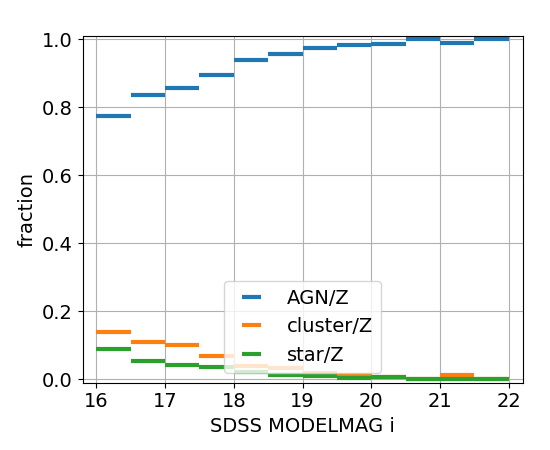 1.0
0.8
0.6
0.4
0.2
0.0
fraction
AGN/Z
cluster/Z
star/Z
16 17 18 19 20 21 22
SDSS MODELMAG i